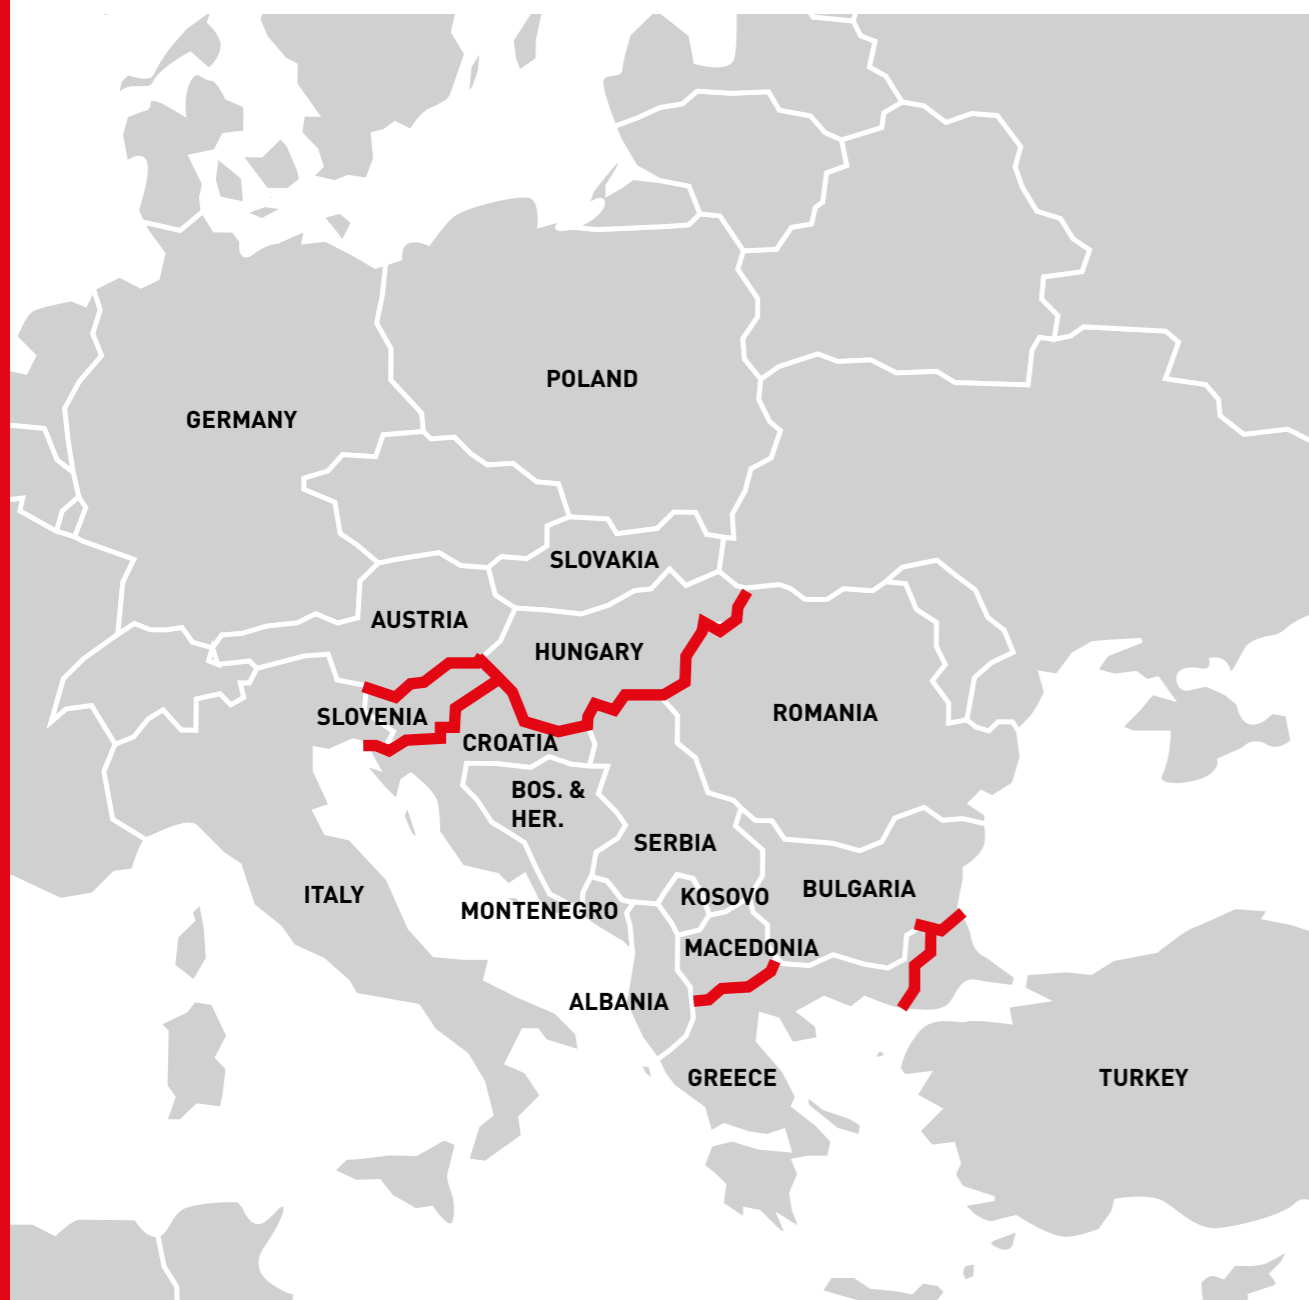 POLAND
GERMANY
SLOVAKIA
AUSTRIA
HUNGARY
SLOVENIA
ROMANIA
CROATIA
BOS. &
HER.
SERBIA
ITALY
KOSOVO
BULGARIA
MONTENEGRO
MACEDONIA
ALBANIA
GREECE
TURKEY